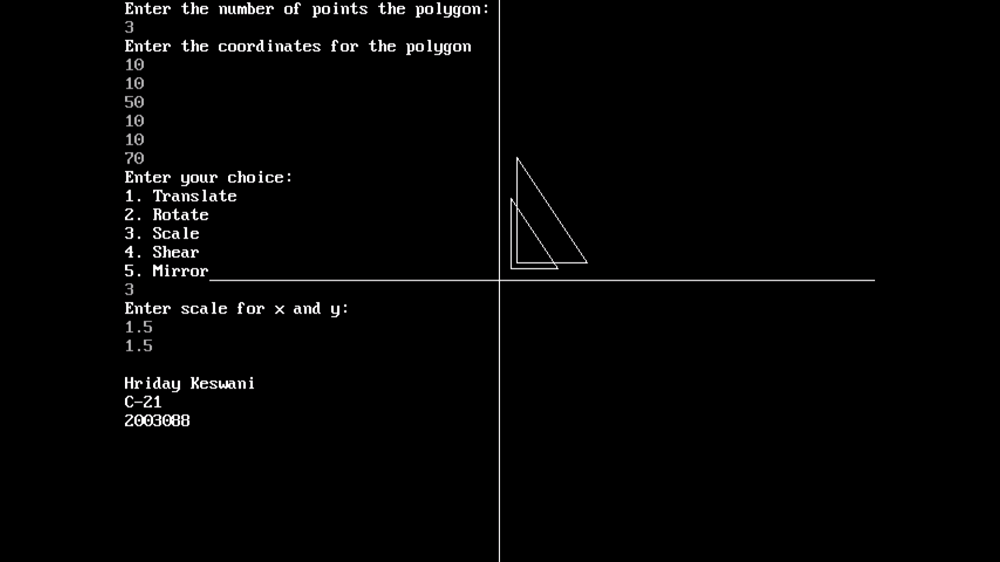 Enter the number of points the polygon:
3
Enter the coordinates for the polygon
10
10
50
10
10
70
Enter your choice:
1. Translate
2. Rotate
3. Scale
4. Shear
5. Mirror
3
Enter scale for x and y:
1.5
1.5
Hriday Keswani
C-21
2003088